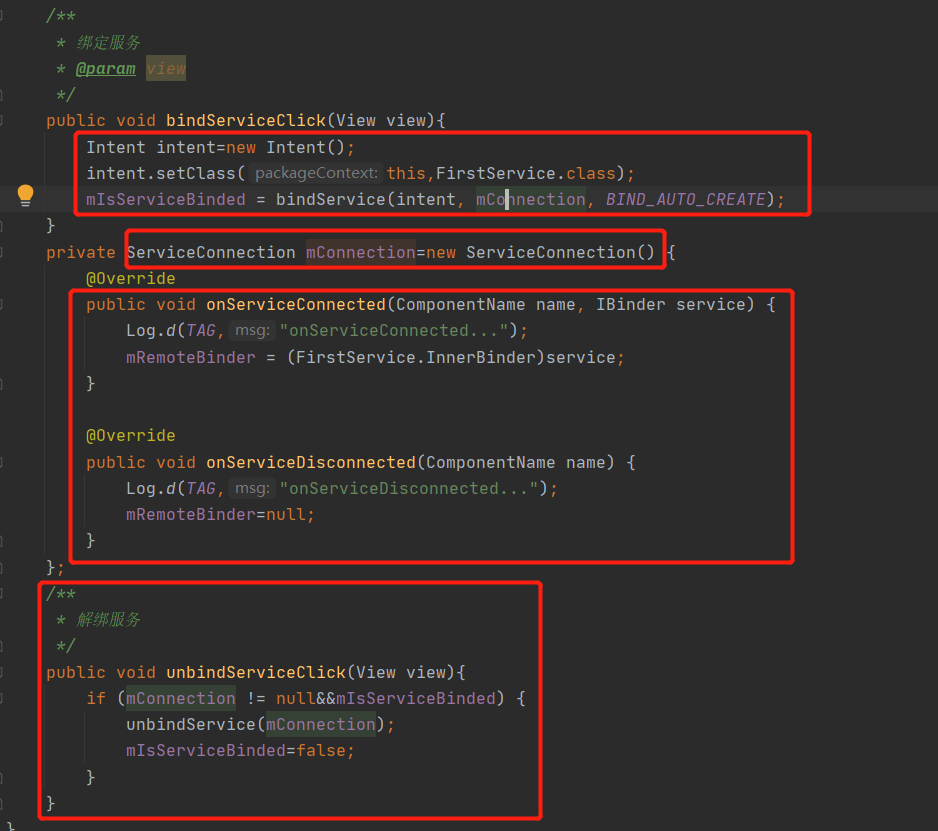 /**
 * 绑定服务
 * @param view
 */
public void bindServiceClick(View view){
    Intent intent=new Intent();
    intent.setClass( packageContext: this,FirstService.class);
    mIsServiceBinded = bindService(intent, mConnection, BIND_AUTO_CREATE);
}
private ServiceConnection mConnection=new ServiceConnection() {
    @Override
    public void onServiceConnected(ComponentName name, IBinder service) {
        Log.d(TAG, msg: "onServiceConnected...");
        mRemoteBinder = (FirstService.InnerBinder)service;
    }
    @Override
    public void onServiceDisconnected(ComponentName name) {
        Log.d(TAG, msg: "onServiceDisconnected...");
        mRemoteBinder=null;
    }
};
/**
 * 解绑服务
 */
public void unbindServiceClick(View view){
    if (mConnection != null&&mIsServiceBinded) {
        unbindService(mConnection);
        mIsServiceBinded=false;
    }
}
}